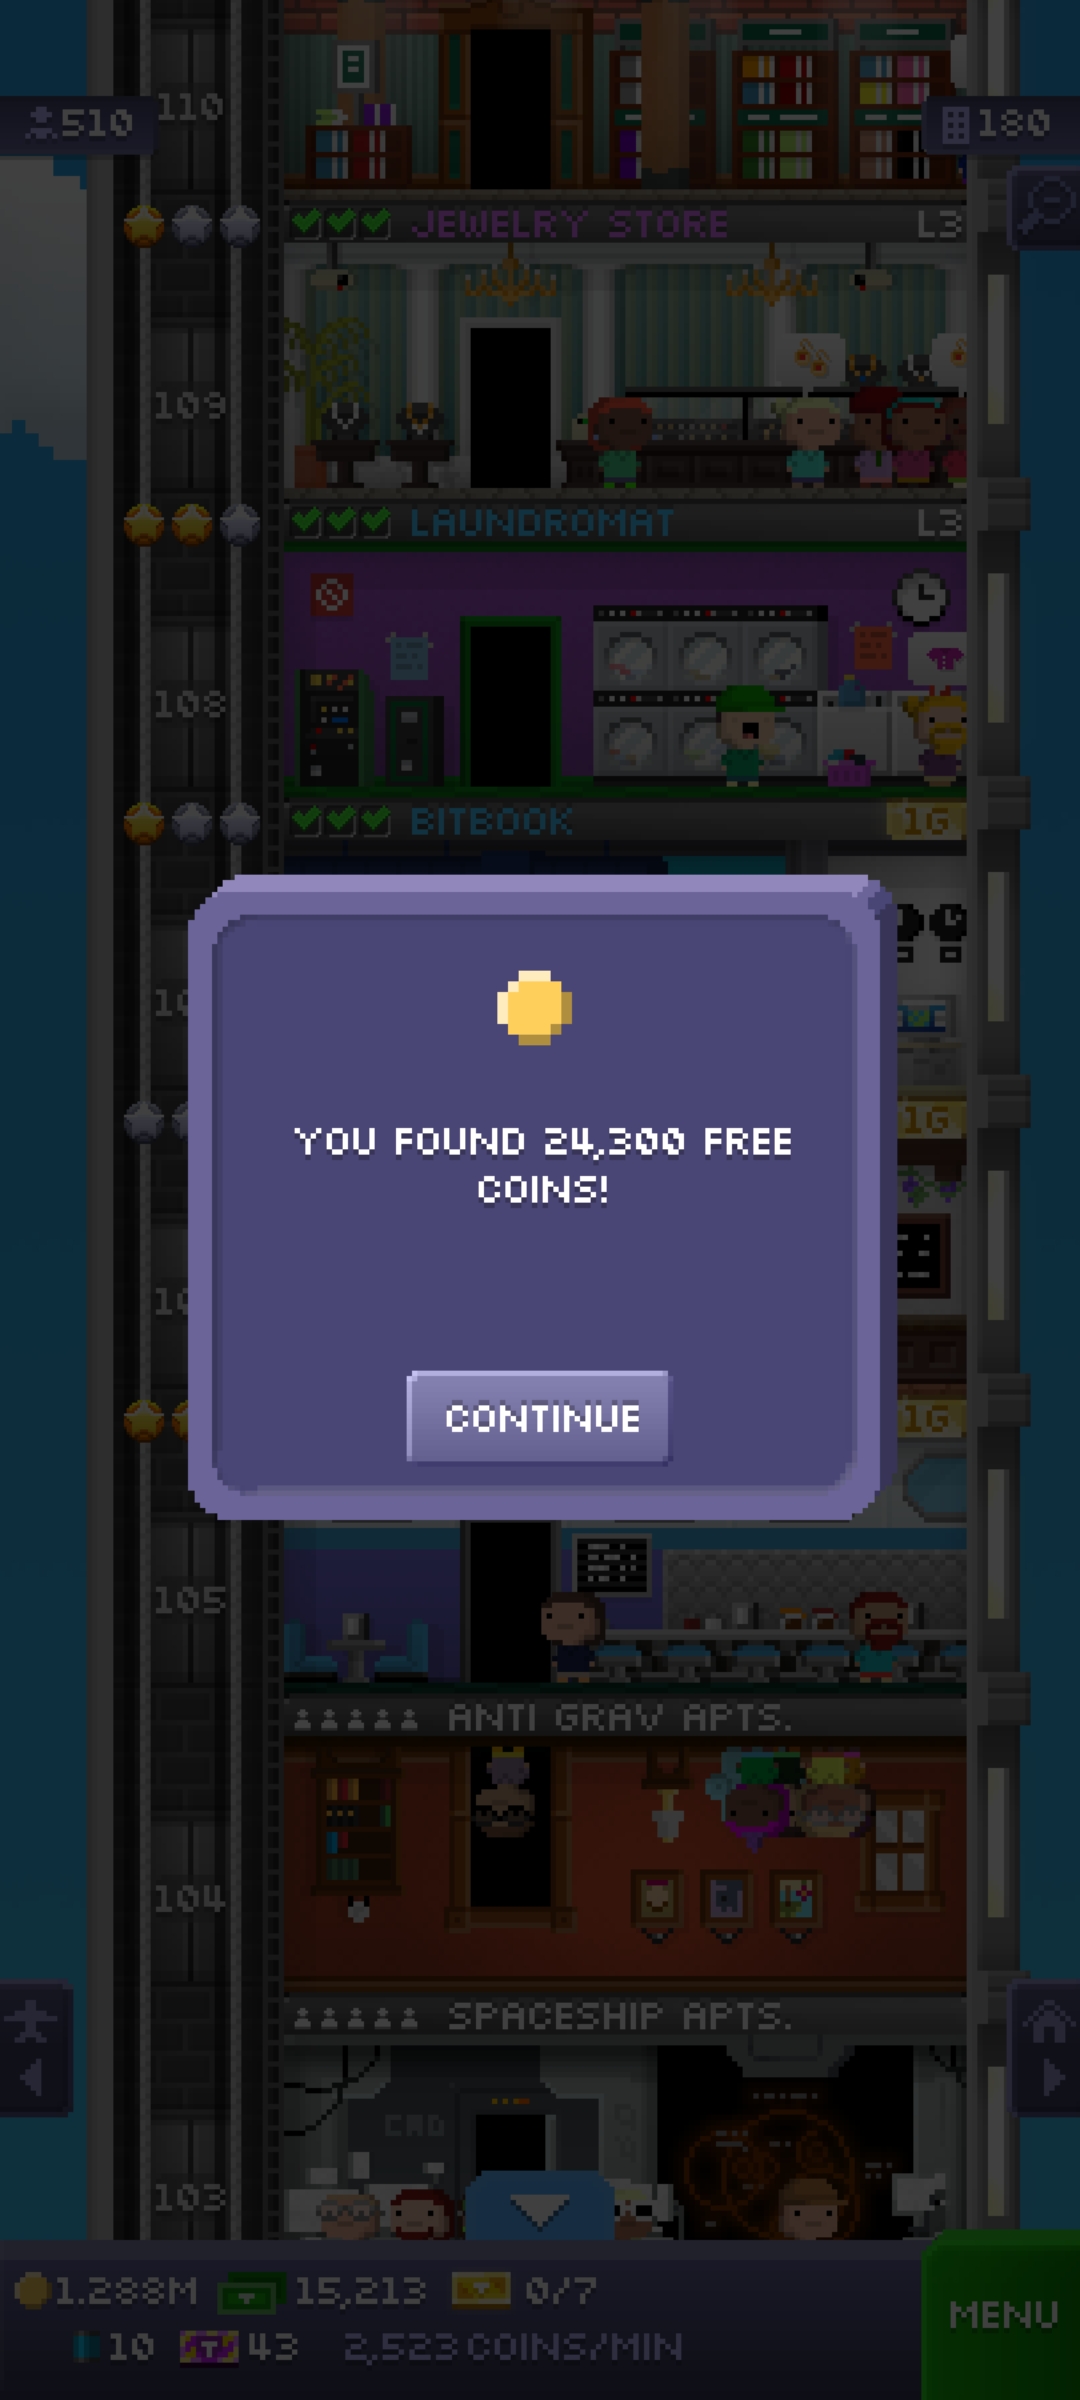 110
510
180
JEWELRY STORE L3
109
LAUNDROMAT L3
108
BITBOOK 1G
1G
1G
YOU FOUND 24,300 FREE
COINS!
CONTINUE
105
ANTI GRAV APTS.
104
SPACESHIP APTS.
CAD
103
1.288M 15,213 0/7
MENU
10 T 43 2,523 COINS/MIN